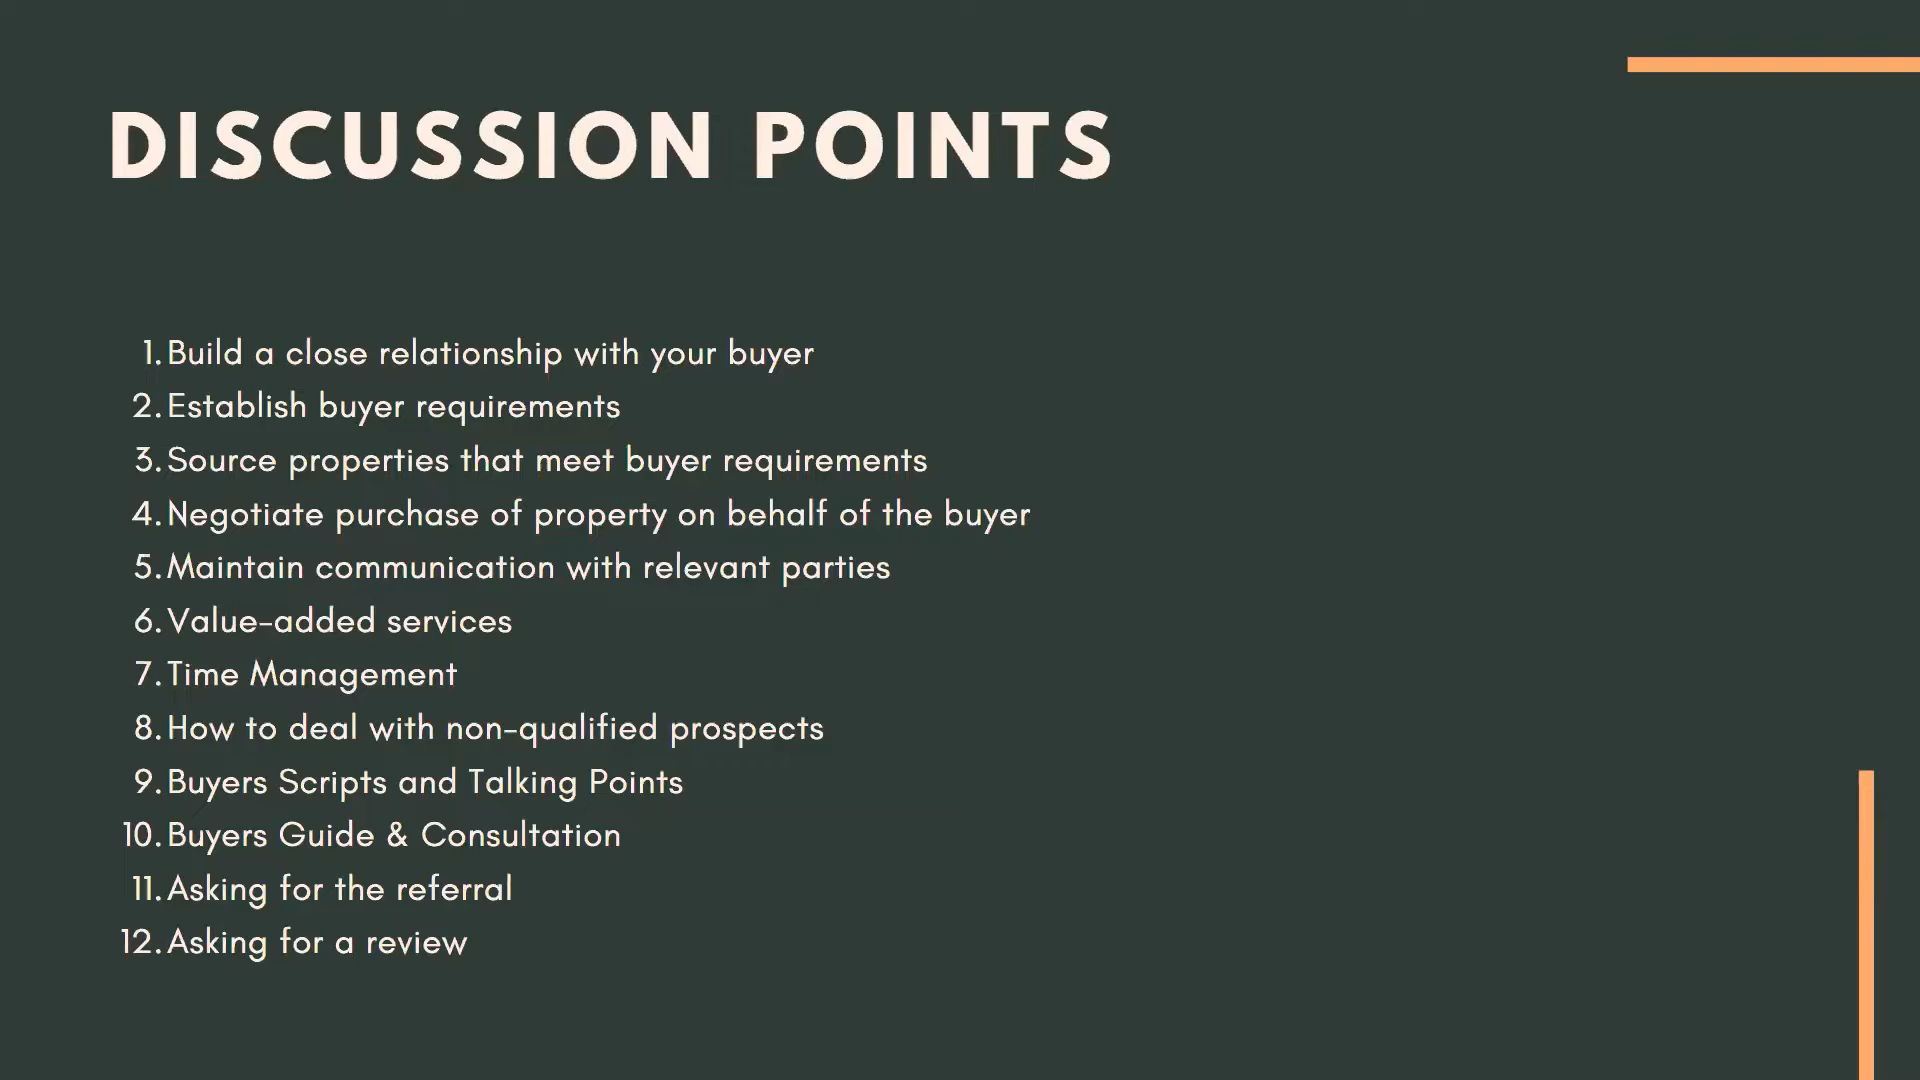 DISCUSSION POINTS
1. Build a close relationship with your buyer
2. Establish buyer requirements
3. Source properties that meet buyer requirements
4. Negotiate purchase of property on behalf of the buyer
5. Maintain communication with relevant parties
6. Value-added services
7. Time Management
8. How to deal with non-qualified prospects
9. Buyers Scripts and Talking Points
10. Buyers Guide & Consultation
11. Asking for the referral
12. Asking for a review